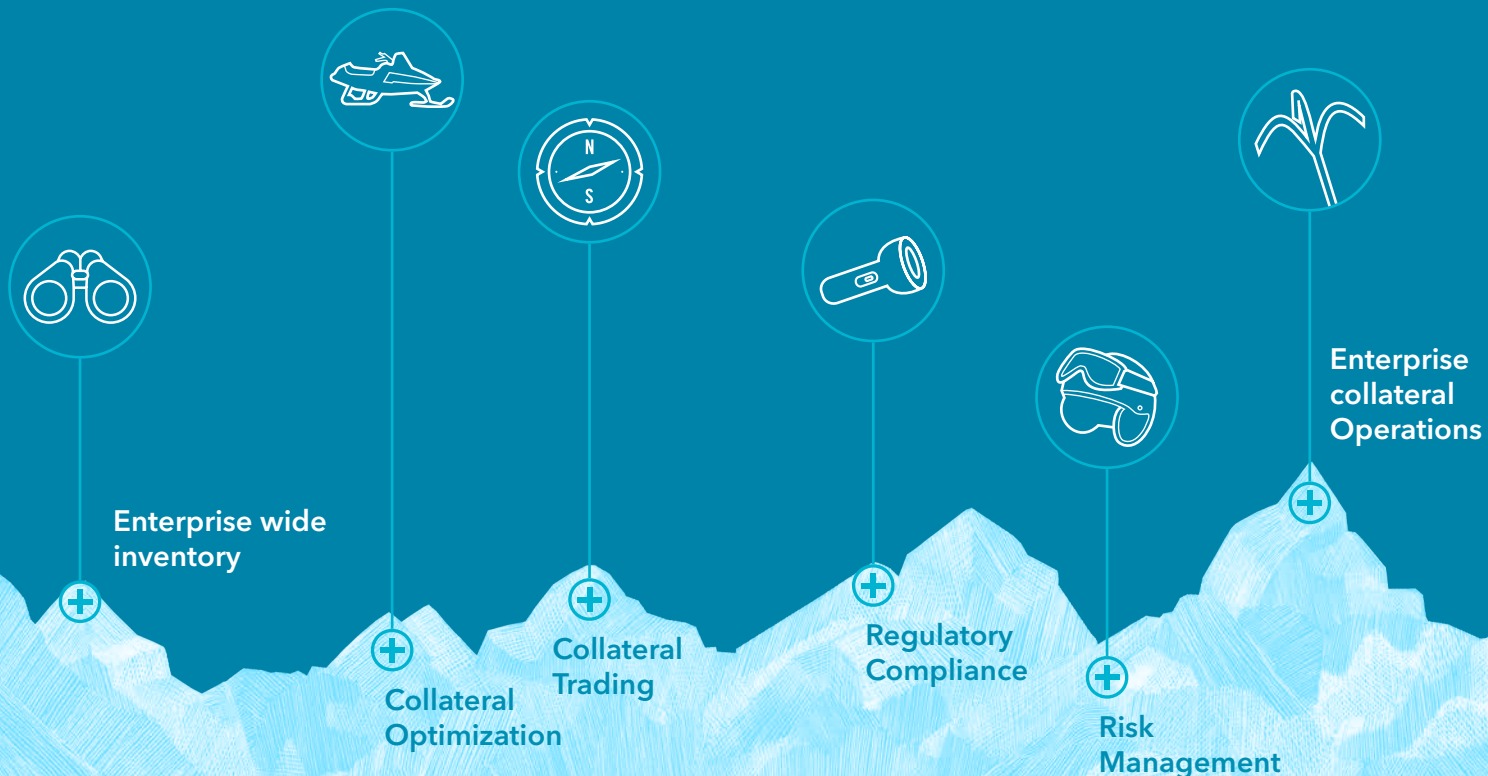 N
S
Enterprise
collateral
Operations
Enterprise wide
inventory
Collateral
Optimization
Collateral
Trading
Regulatory
Compliance
Risk
Management